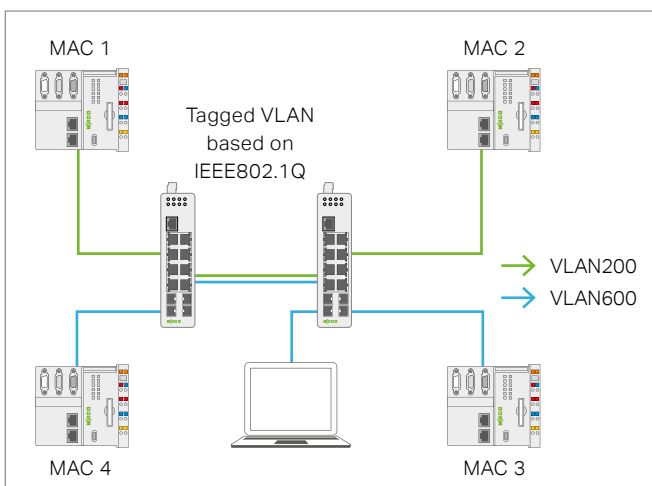 MAC 1
MAC 2
Tagged VLAN
based on
IEEE802.1Q
VLAN200
VLAN600
MAC 4
MAC 3